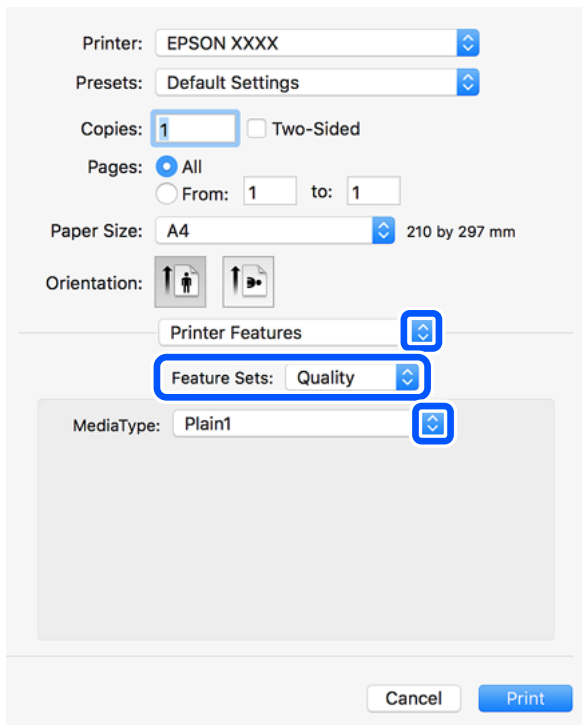 Printer: EPSON XXXX
Presets: Default Settings
Copies: 1 Two-Sided
Pages: All
From: 1 to: 1
Paper Size: A4 210 by 297 mm
Orientation:
Printer Features
Feature Sets: Quality
MediaType: Plain1
Cancel Print